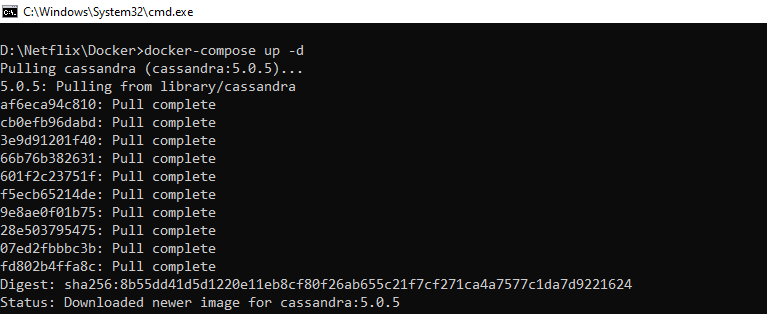 C:\Windows\System32\cmd.exe
D:\Netflix\Docker>docker-compose up -d
Pulling cassandra (cassandra:5.0.5)...
5.0.5: Pulling from library/cassandra
af6eca94c810: Pull complete
cb0efb96dabd: Pull complete
3e9d91201f40: Pull complete
66b76b382631: Pull complete
601f2c23751f: Pull complete
f5ecb65214de: Pull complete
9e8ae0f01b75: Pull complete
28e503795475: Pull complete
07ed2fbbbc3b: Pull complete
fd802b4ffa8c: Pull complete
Digest: sha256:8b55dd41d5d1220e11eb8cf80f26ab655c21f7cf271ca4a7577c1da7d9221624
Status: Downloaded newer image for cassandra:5.0.5